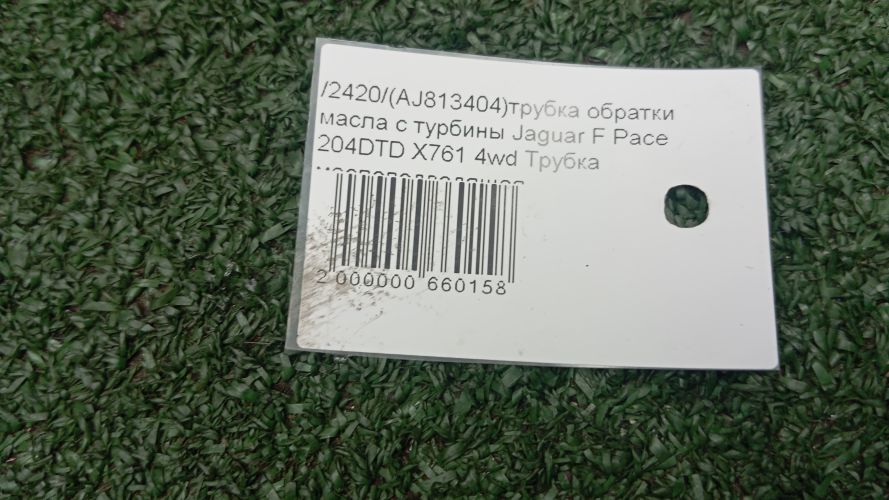 /2420/(AJ813404)трубка обратки
масла с турбины Jaguar F Pace
204DTD X761 4wd Трубка
2 000000 660158